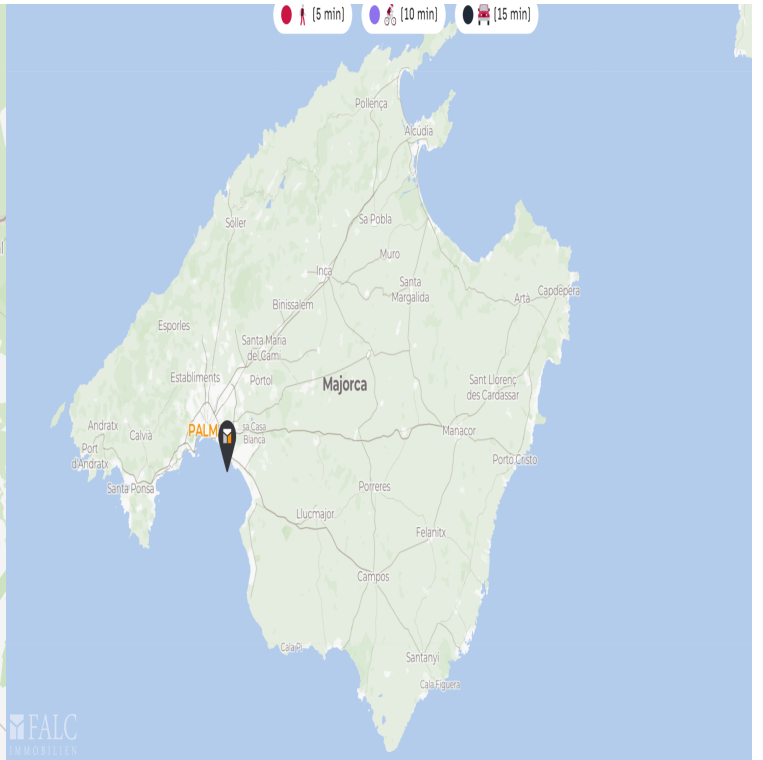 (5 min)
(10 min)
(15 min)
Pollença
Alcúdia
Sóller
Sa Pobla
Muro
Inca
Santa
Margalida
Capdepera
Artà
Binissalem
Esporles
Santa Maria
del Camí
Establiments
Portol
Majorca
Sant Llorenç
des Cardassar
Andratx
Calvià
PALM
sa Casa
Blanca
Manacor
Port
d'Andratx
Porto Cristo
Santa Ponsa
Porreres
Llucmajor
Felanitx
Campos
Cala Pi
Santanyí
Cala Figuera
FALC
IMMOBILIEN